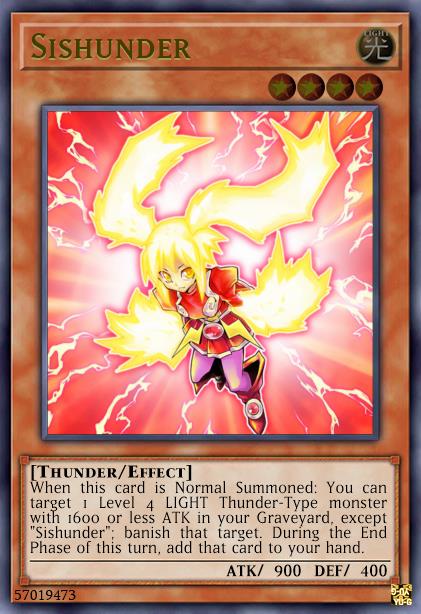 SISHUNDER
LIGHT
光
[THUNDER/EFFECT]
When this card is Normal Summoned: You can
target 1 Level 4 LIGHT Thunder-Type monster
with 1600 or less ATK in your Graveyard, except
"Sishunder"; banish that target. During the End
Phase of this turn, add that card to your hand.
ATK/ 900 DEF/ 400
57019473